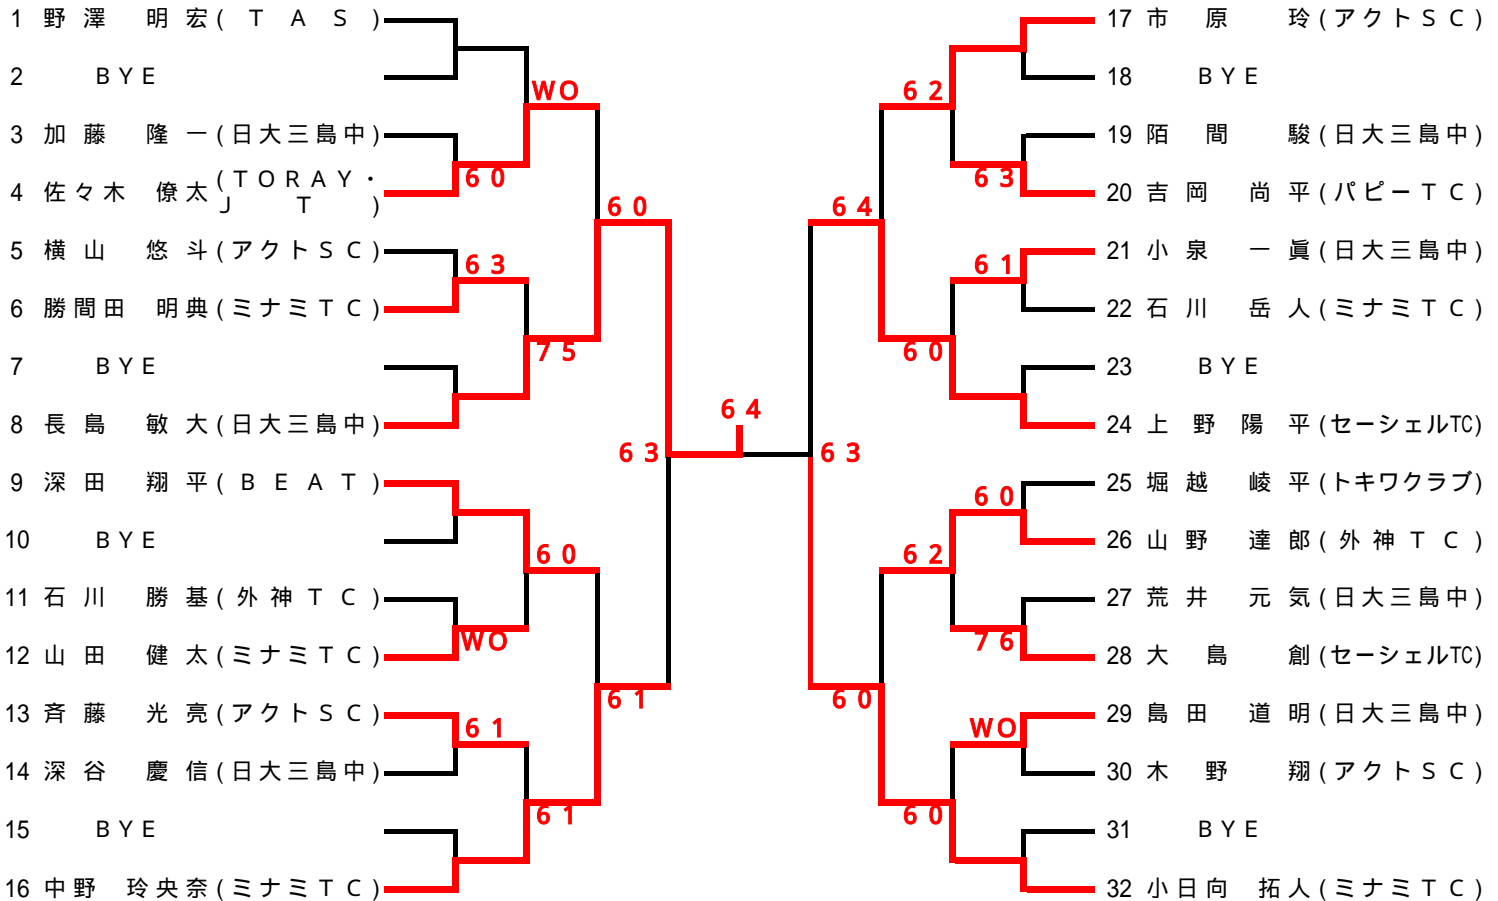 1 野澤 明宏(TAS)
2 BYE
3 加藤 隆一(日大三島中)
4 佐々木 僚太(TORAY・JT)
5 横山 悠斗(アクトSC)
6 勝間田 明典(ミナミTC)
7 BYE
8 長島 敏大(日大三島中)
9 深田 翔平(BEAT)
10 BYE
11 石川 勝基(外神TC)
12 山田 健太(ミナミTC)
13 斉藤 光亮(アクトSC)
14 深谷 慶信(日大三島中)
15 BYE
16 中野 玲央奈(ミナミTC)
60
63
WO
61
WO
75
60
61
60
61
63
64
63
64
60
62
60
62
60
63
61
60
76
WO
17 市原 玲(アクトSC)
18 BYE
19 陌間 駿(日大三島中)
20 吉岡 尚平(パピーTC)
21 小泉 一眞(日大三島中)
22 石川 岳人(ミナミTC)
23 BYE
24 上野陽平(セーシェルTC)
25 堀越 崚平(トキワクラブ)
26 山野 達郎(外神TC)
27 荒井 元気(日大三島中)
28 大島 創(セーシェルTC)
29 島田 道明(日大三島中)
30 木野 翔(アクトSC)
31 BYE
32 小日向 拓人(ミナミTC)